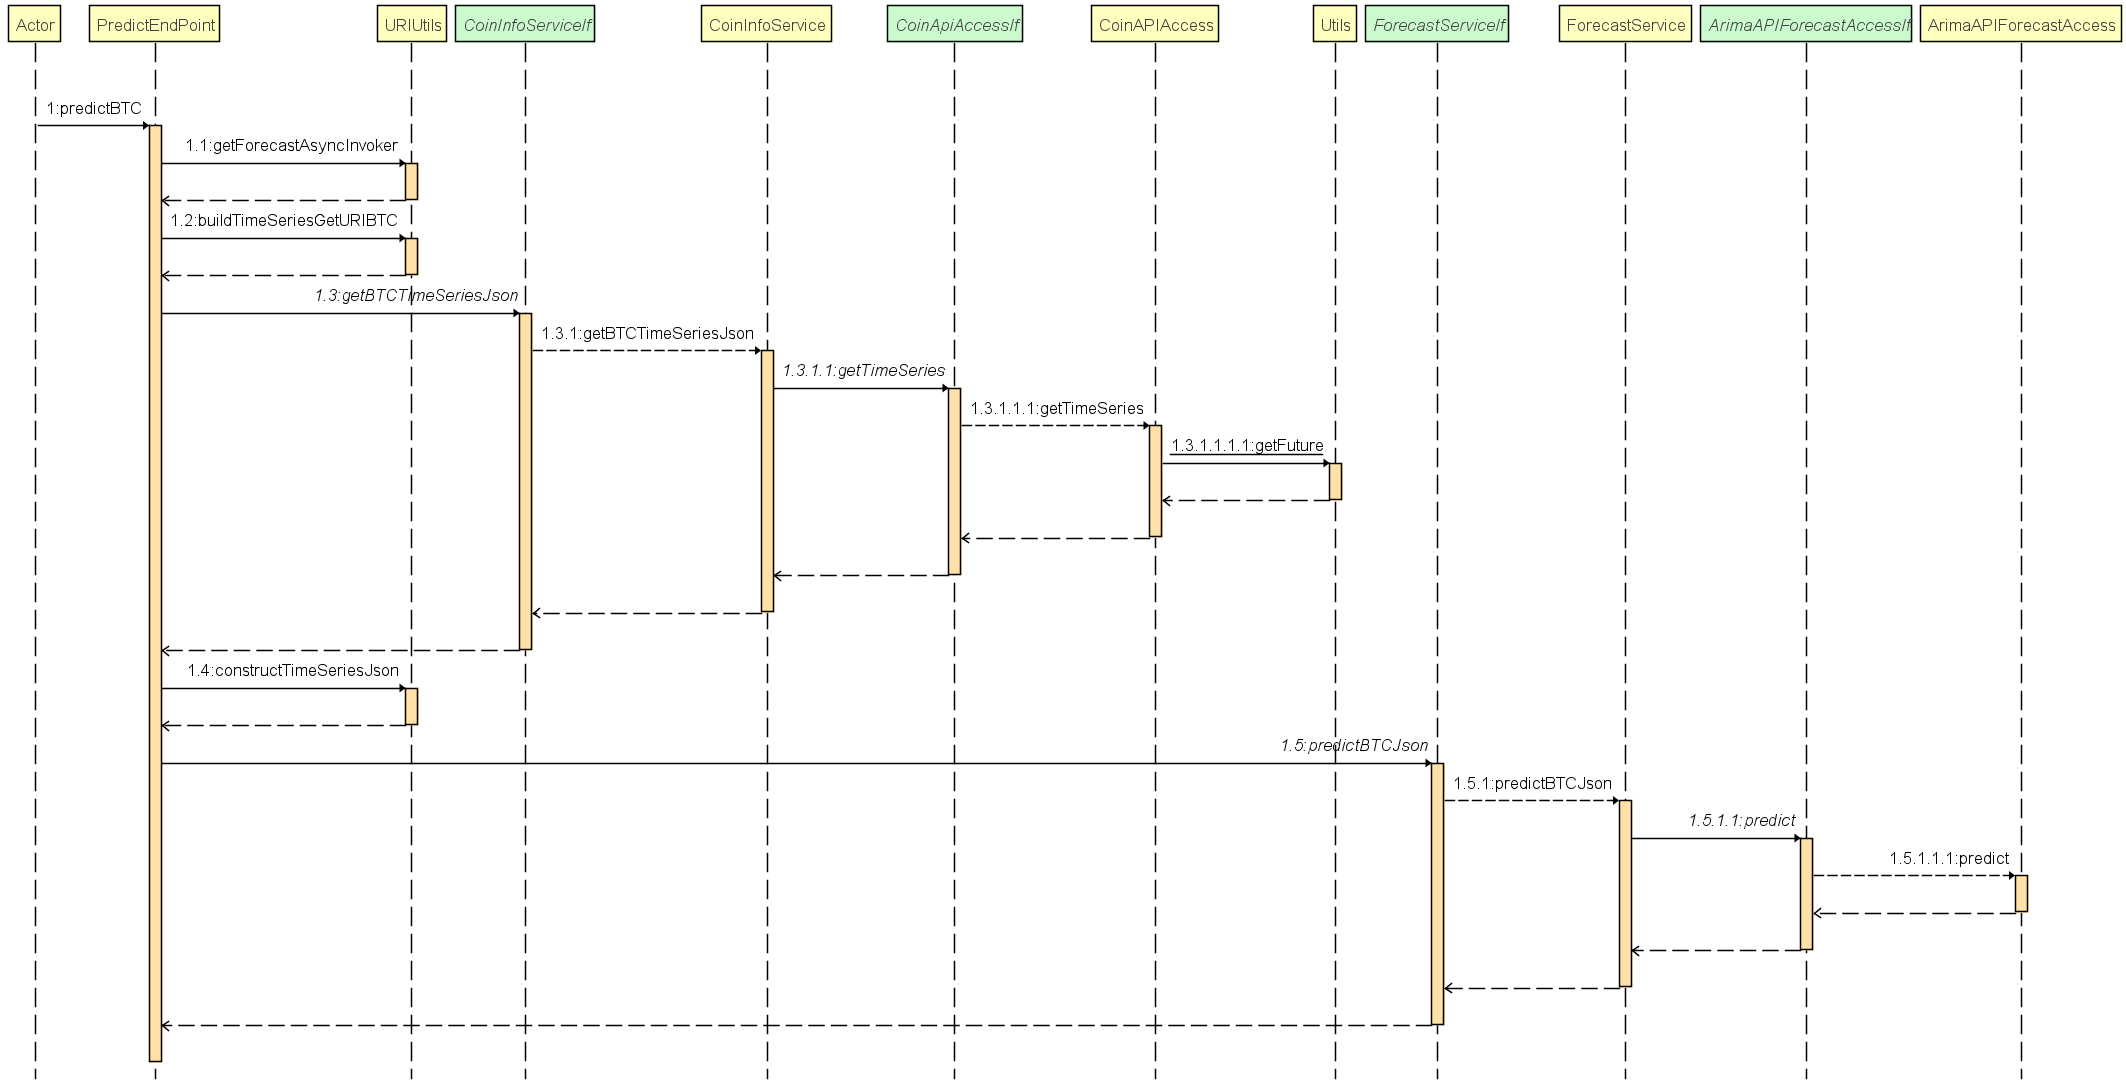 Actor
PredictEndPoint
URIUtils
CoinInfoServiceIf
CoinInfoService
CoinApiAccessIf
CoinAPIAccess
Utils
ForecastServiceIf
ForecastService
ArimaAPIForecastAccessIf
ArimaAPIForecastAccess
1:predictBTC
1.1:getForecastAsyncInvoker
1.2:buildTimeSeriesGetURIBTC
1.3:getBTCTimeSeriesJson
1.3.1:getBTCTimeSeriesJson
1.3.1.1:getTimeSeries
1.3.1.1.1:getTimeSeries
1.3.1.1.1.1:getFuture
1.4:constructTimeSeriesJson
1.5:predictBTCJson
1.5.1:predictBTCJson
1.5.1.1:predict
1.5.1.1.1:predict